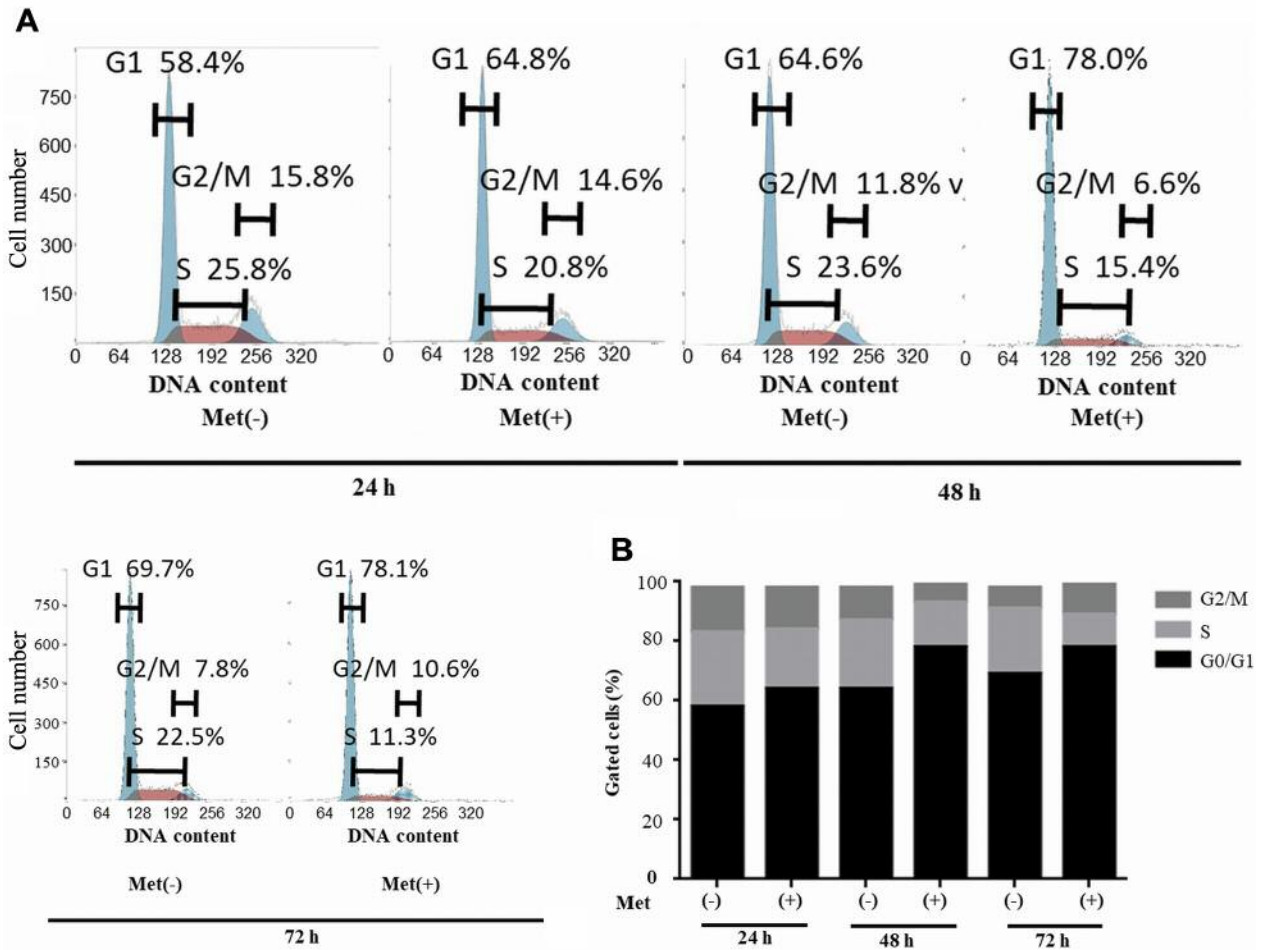 A
G1 58.4%
G1 64.8%
G1 64.6%
G1 78.0%
Cell number
750
600
450
300
150
G2/M 15.8%
G2/M 14.6%
G2/M 11.8% v
G2/M 6.6%
S 25.8%
S 20.8%
S 23.6%
S 15.4%
0 64 128 192 256 320
0 64 128 192 256 320
0 64 128 192 256 320
0 64 128 192 256 320
DNA content
DNA content
DNA content
DNA content
Met(-)
Met(+)
Met(-)
Met(+)
24 h
48 h
G1 69.7%
G1 78.1%
Cell number
750
600
450
300
150
G2/M 7.8%
G2/M 10.6%
S 22.5%
S 11.3%
0 64 128 192 256 320
0 64 128 192 256 320
DNA content
DNA content
Met(-)
Met(+)
72 h
B
Gated cells (%)
100
80
60
40
20
0
G2/M
S
G0/G1
Met (-) (+) (-) (+) (-) (+)
24 h 48 h 72 h